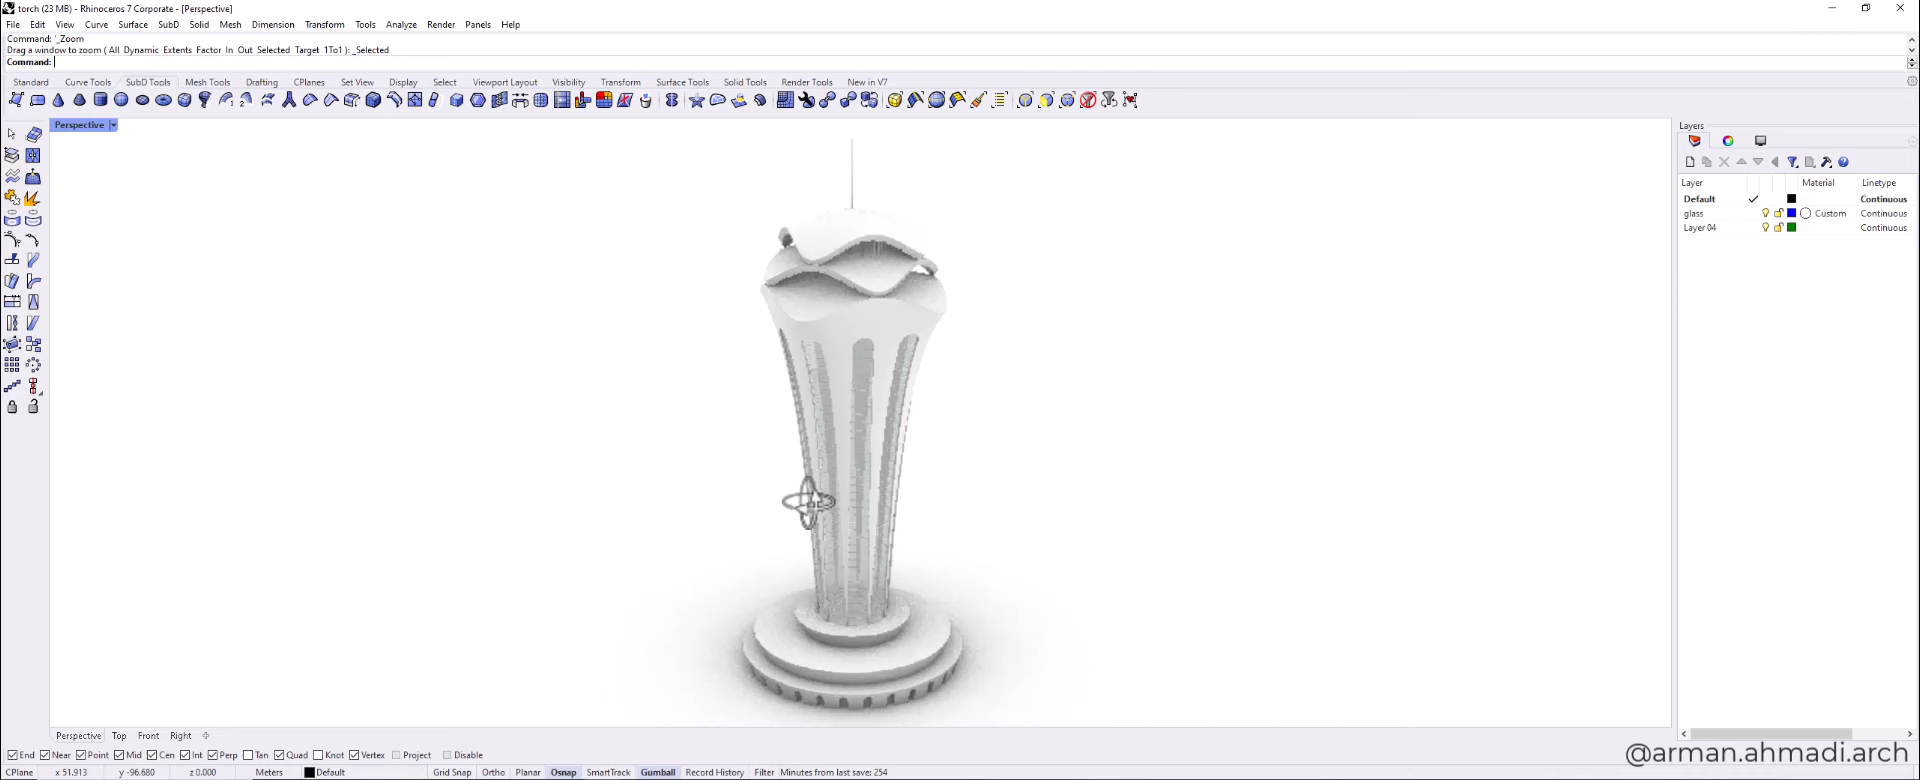 torch (23 MB) - Rhinoceros 7 Corporate - [Perspective]
File Edit View Curve Surface SubD Solid Mesh Dimension Transform Tools Analyze Render Panels Help
Command: '_Zoom
Drag a window to zoom ( All Dynamic Extents Factor In Out Selected Target 1To1 ): _Selected
Command:
Standard Curve Tools SubD Tools Mesh Tools Drafting CPlanes Set View Display Select Viewport Layout Visibility Transform Surface Tools Solid Tools Render Tools New in V7
Perspective
Layers
Layer Material Linetype
Default Continuous
glass Custom Continuous
Layer 04 Continuous
Perspective Top Front Right
End Near Point Mid Cen Int Perp Tan Quad Knot Vertex Project Disable
@arman.ahmadi.arch
CPlane x 51.913 y -96.680 z 0.000 Meters Default Grid Snap Ortho Planar Osnap SmartTrack Gumball Record History Filter Minutes from last save: 254